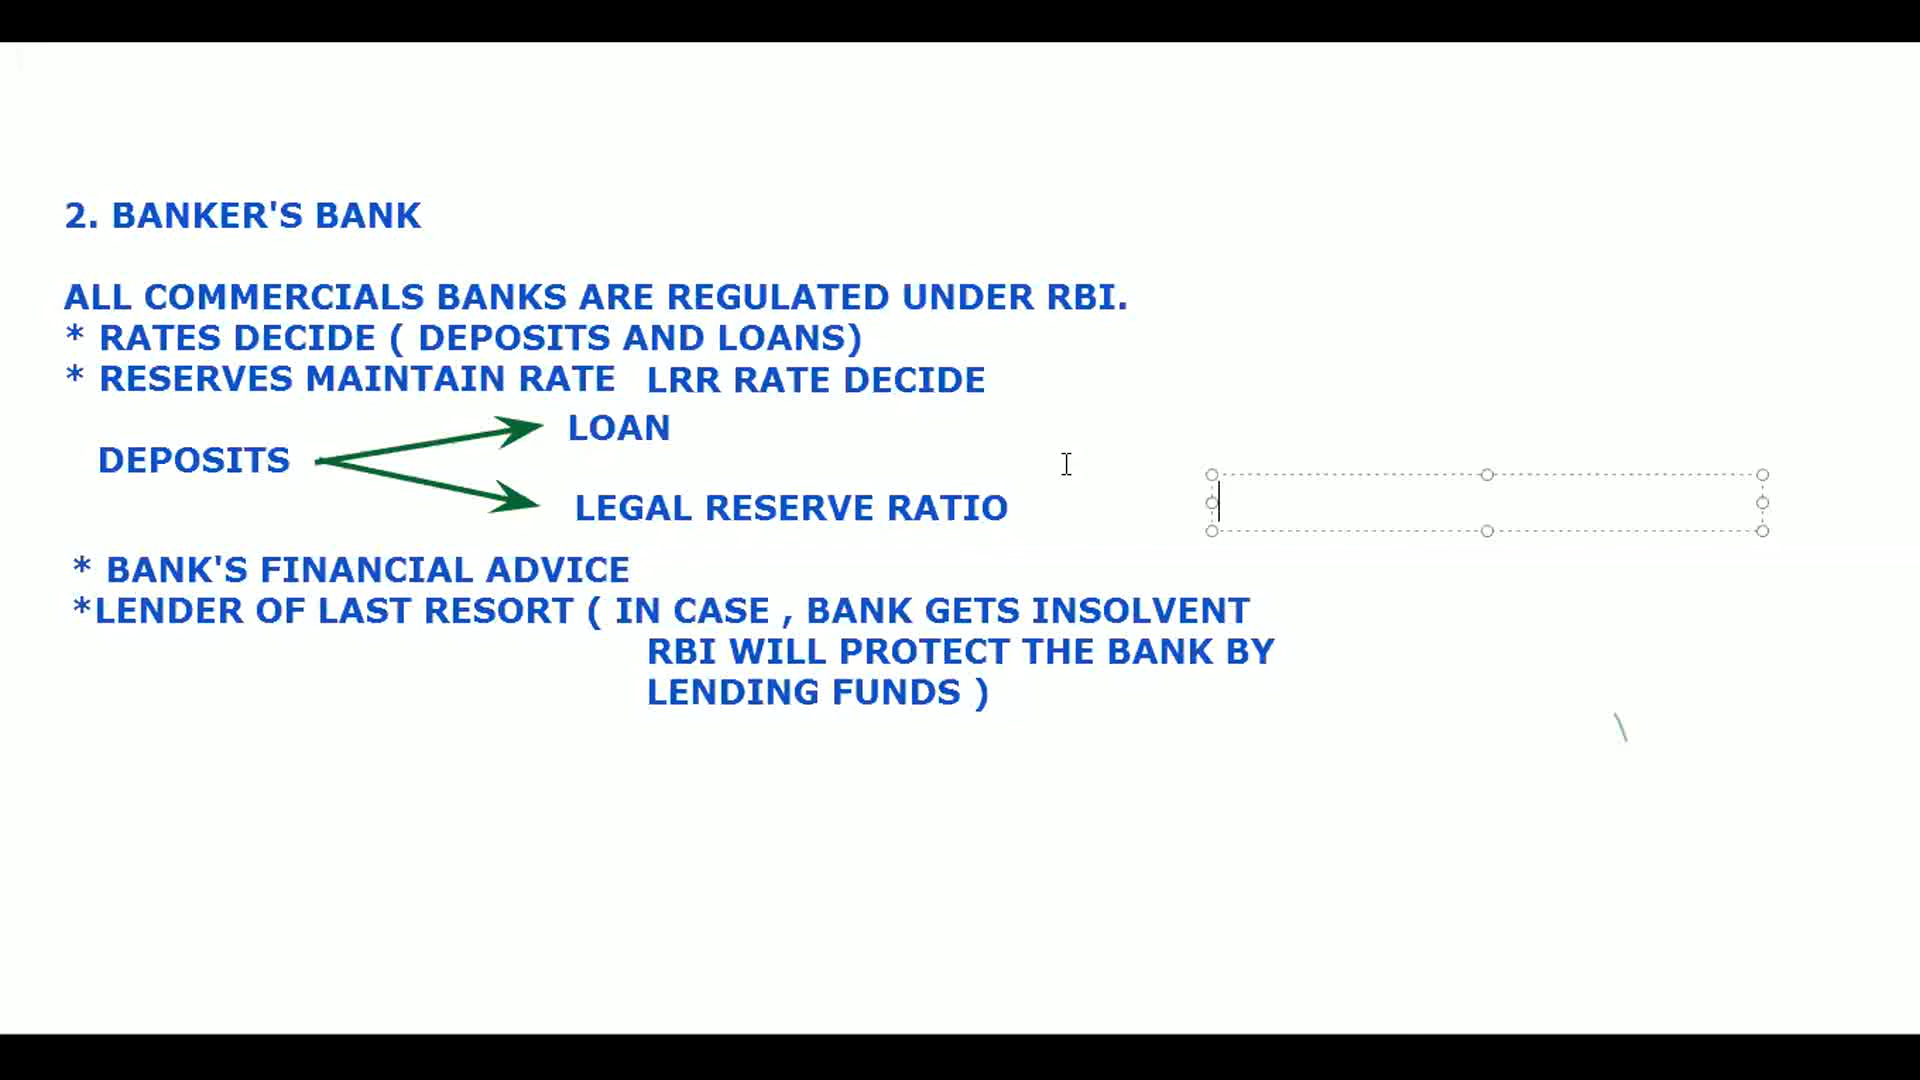 2. BANKER'S BANK
ALL COMMERCIALS BANKS ARE REGULATED UNDER RBI.
* RATES DECIDE ( DEPOSITS AND LOANS)
* RESERVES MAINTAIN RATE LRR RATE DECIDE
LOAN
DEPOSITS
LEGAL RESERVE RATIO
* BANK'S FINANCIAL ADVICE
*LENDER OF LAST RESORT ( IN CASE , BANK GETS INSOLVENT
RBI WILL PROTECT THE BANK BY
LENDING FUNDS )